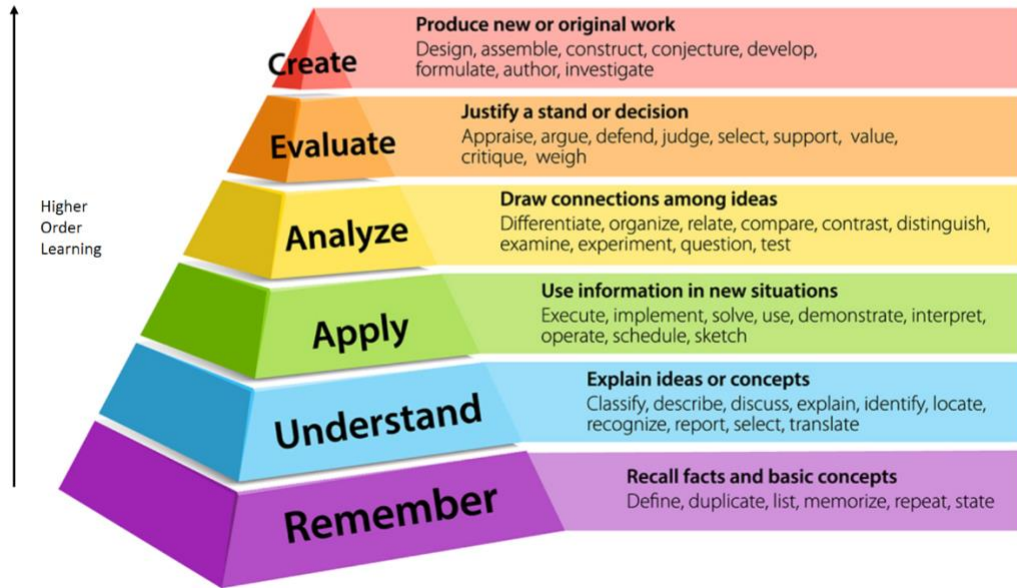 Create
Produce new or original work
Design, assemble, construct, conjecture, develop,
formulate, author, investigate
Evaluate
Justify a stand or decision
Appraise, argue, defend, judge, select, support, value,
critique, weigh
Higher
Order
Learning
Analyze
Draw connections among ideas
Differentiate, organize, relate, compare, contrast, distinguish,
examine, experiment, question, test
Apply
Use information in new situations
Execute, implement, solve, use, demonstrate, interpret,
operate, schedule, sketch
Understand
Explain ideas or concepts
Classify, describe, discuss, explain, identify, locate,
recognize, report, select, translate
Remember
Recall facts and basic concepts
Define, duplicate, list, memorize, repeat, state